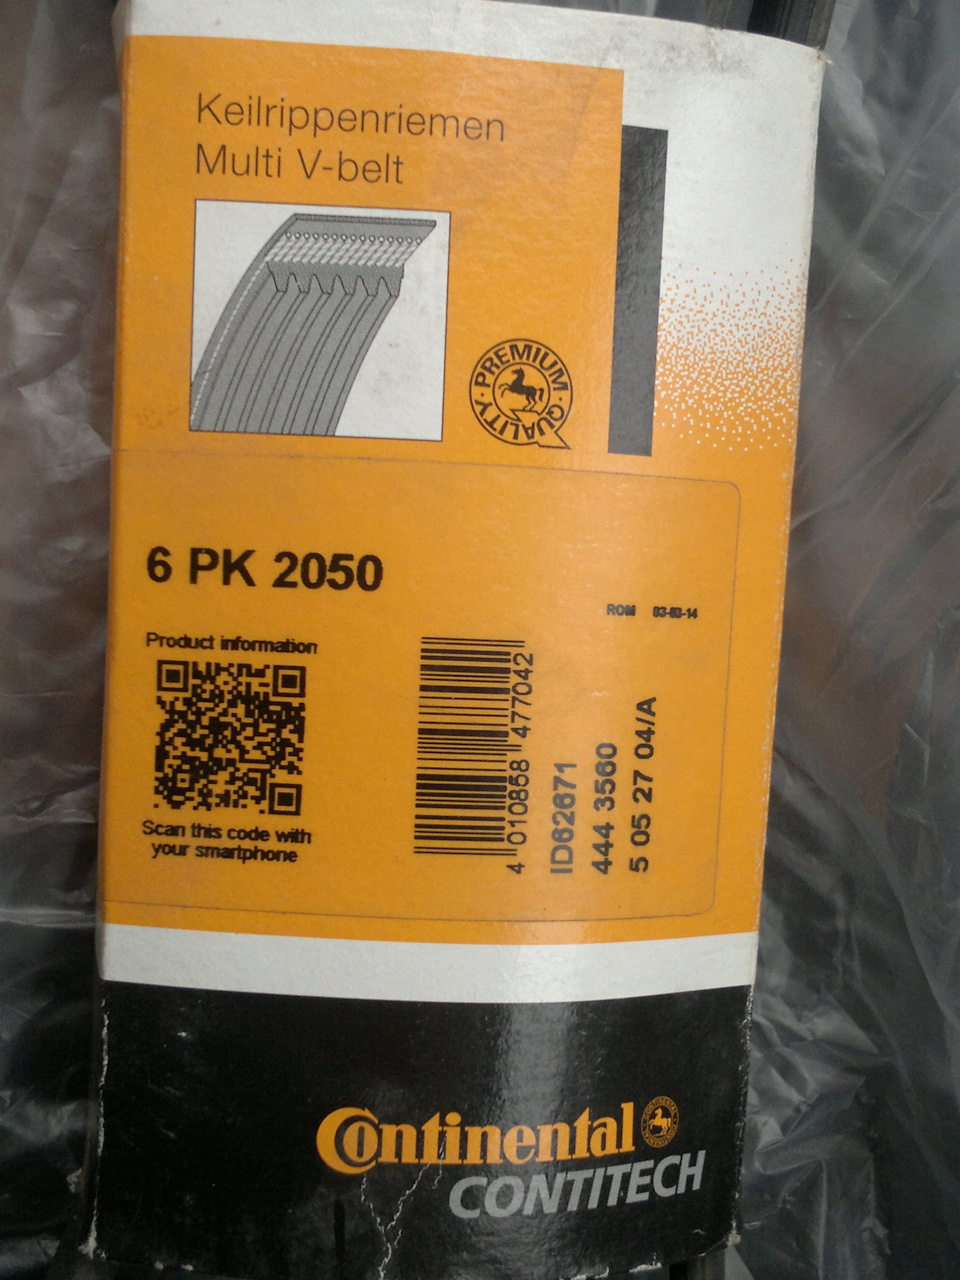 Keilrippenriemen
Multi V-belt
PREMIUM QUALITY
6 PK 2050
ROM 03-03-14
Product information
Scan this code with
your smartphone
4 010858 477042
ID62671
444 3560
5 05 27 04/A
Continental
CONTITECH